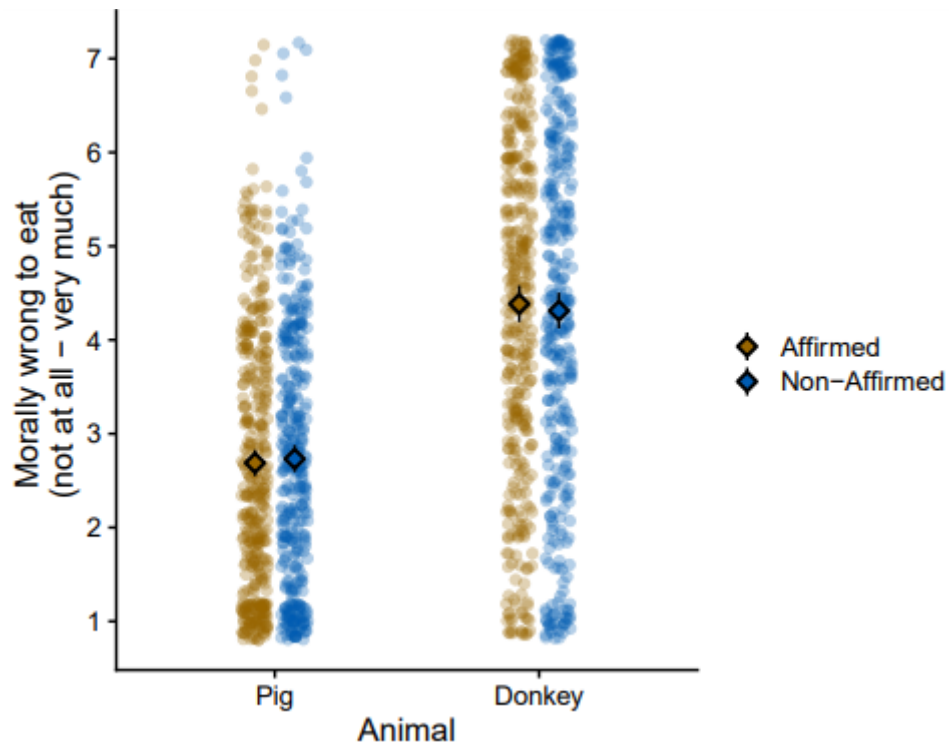 7
6
5
4
3
2
1
Morally wrong to eat
(not at all − very much)
Pig
Donkey
Animal
Affirmed
Non−Affirmed